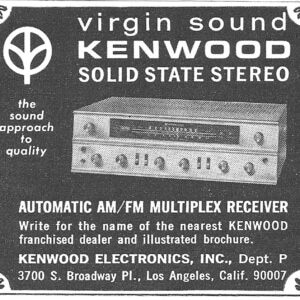 virgin sound
KENWOOD
SOLID STATE STEREO
the
sound
approach
to
quality
AUTOMATIC AM/FM MULTIPLEX RECEIVER
Write for the name of the nearest KENWOOD
franchised dealer and illustrated brochure.
KENWOOD ELECTRONICS, INC., Dept. P
3700 S. Broadway Pl., Los Angeles, Calif. 90007